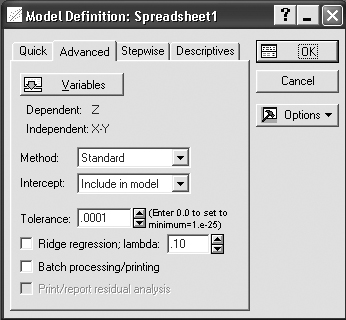 Model Definition: Spreadsheet1
Quick Advanced Stepwise Descriptives
OK
Variables
Cancel
Dependent: Z
Independent: X-Y
Options
Method: Standard
Intercept: Include in model
Tolerance: .0001 (Enter 0.0 to set to
minimum=1.e-25)
Ridge regression; lambda: .10
Batch processing/printing
Print/report residual analysis